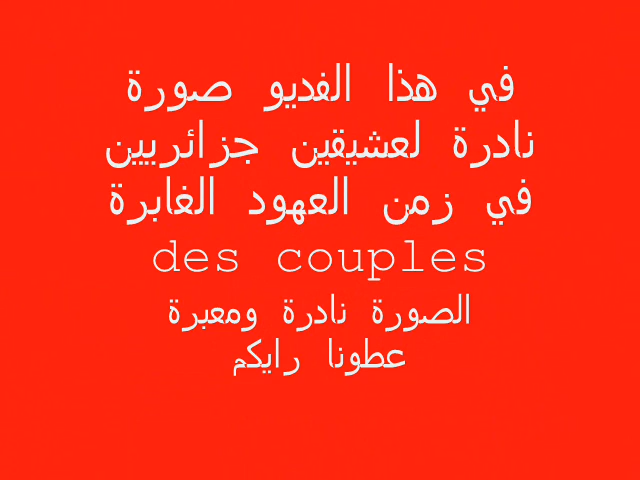 في هذا الفديو صورة
نادرة لعشيقين جزائريين
في زمن العهود الغابرة
des couples
الصورة نادرة ومعبرة
عطونا رايكم